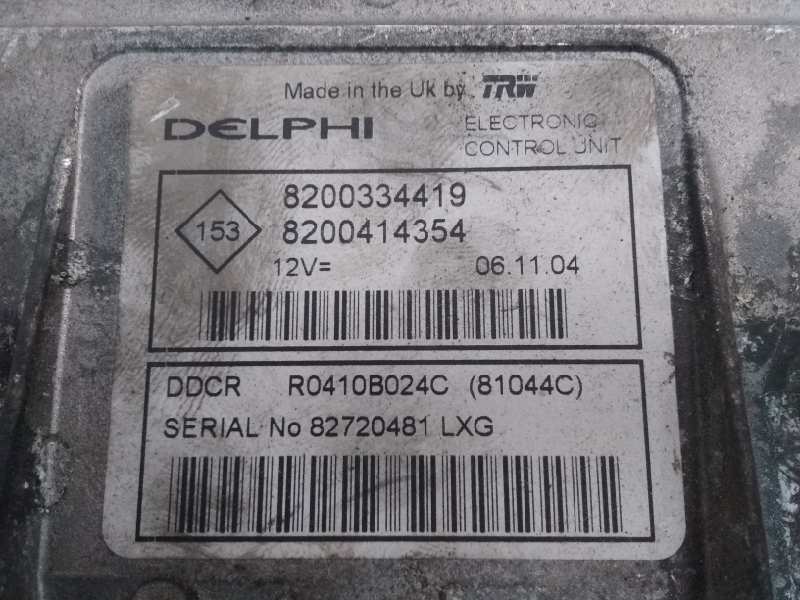 Made in the UK by TRW
DELPHI
ELECTRONIC
CONTROL UNIT
153
8200334419
8200414354
12V=
06.11.04
DDCR R0410B024C (81044C)
SERIAL No 82720481 LXG